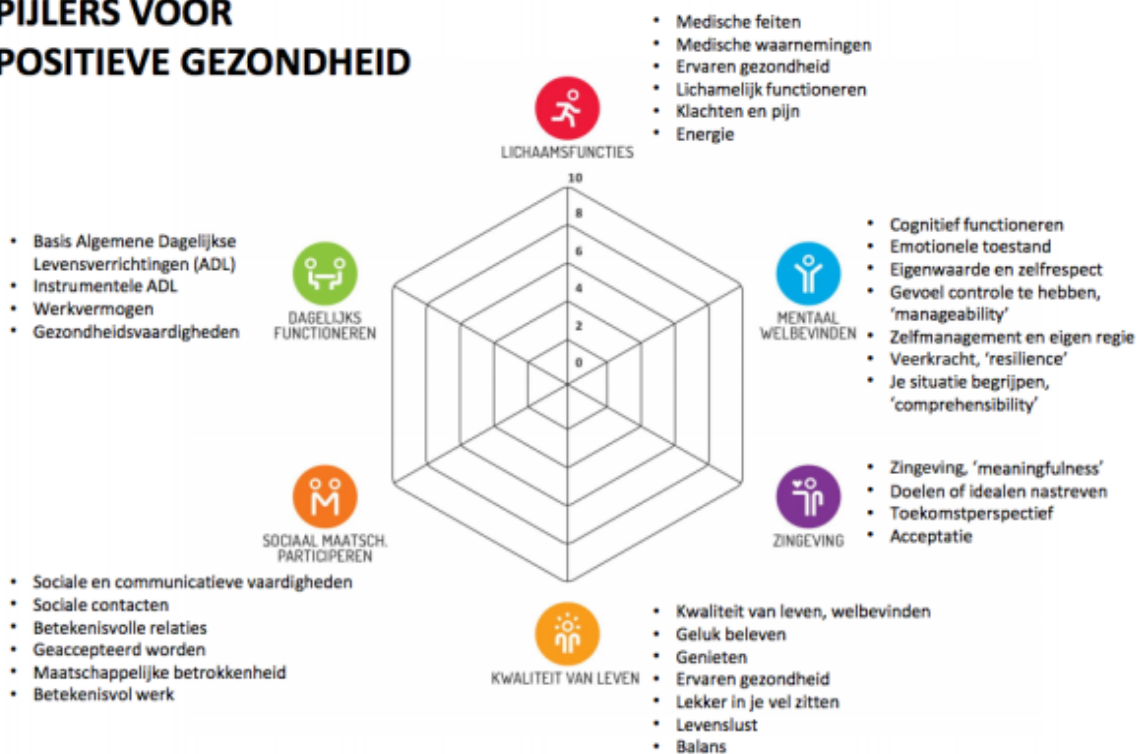 PIJLERS VOOR
POSITIEVE GEZONDHEID
• Medische feiten
• Medische waarnemingen
• Ervaren gezondheid
• Lichamelijk functioneren
• Klachten en pijn
• Energie
LICHAAMSFUNCTIES
10
8
6
4
2
0
• Basis Algemene Dagelijkse
Levensverrichtingen (ADL)
• Instrumentele ADL
• Werkvermogen
• Gezondheidsvaardigheden
DAGELIJKS
FUNCTIONEREN
MENTAAL
WELBEVINDEN
• Cognitief functioneren
• Emotionele toestand
• Eigenwaarde en zelfrespect
• Gevoel controle te hebben,
'manageability'
• Zelfmanagement en eigen regie
• Veerkracht, 'resilience'
• Je situatie begrijpen,
'comprehensibility'
SOCIAAL MAATSCH.
PARTICIPEREN
ZINGEVING
• Zingeving, 'meaningfulness'
• Doelen of idealen nastreven
• Toekomstperspectief
• Acceptatie
• Sociale en communicatieve vaardigheden
• Sociale contacten
• Betekenisvolle relaties
• Geaccepteerd worden
• Maatschappelijke betrokkenheid
• Betekenisvol werk
KWALITEIT VAN LEVEN
• Kwaliteit van leven, welbevinden
• Geluk beleven
• Genieten
• Ervaren gezondheid
• Lekker in je vel zitten
• Levenslust
• Balans